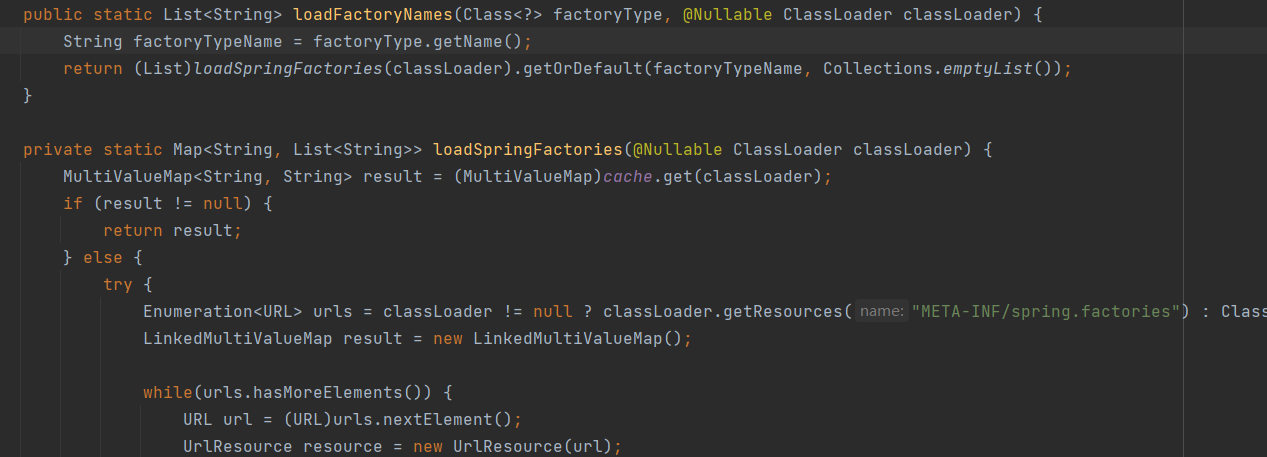 public static List<String> loadFactoryNames(Class<?> factoryType, @Nullable ClassLoader classLoader) {
String factoryTypeName = factoryType.getName();
return (List)loadSpringFactories(classLoader).getOrDefault(factoryTypeName, Collections.emptyList());
}
private static Map<String, List<String>> loadSpringFactories(@Nullable ClassLoader classLoader) {
MultiValueMap<String, String> result = (MultiValueMap)cache.get(classLoader);
if (result != null) {
return result;
} else {
try {
Enumeration<URL> urls = classLoader != null ? classLoader.getResources( name: "META-INF/spring.factories") : Class
LinkedMultiValueMap result = new LinkedMultiValueMap();
while(urls.hasMoreElements()) {
URL url = (URL)urls.nextElement();
UrlResource resource = new UrlResource(url);